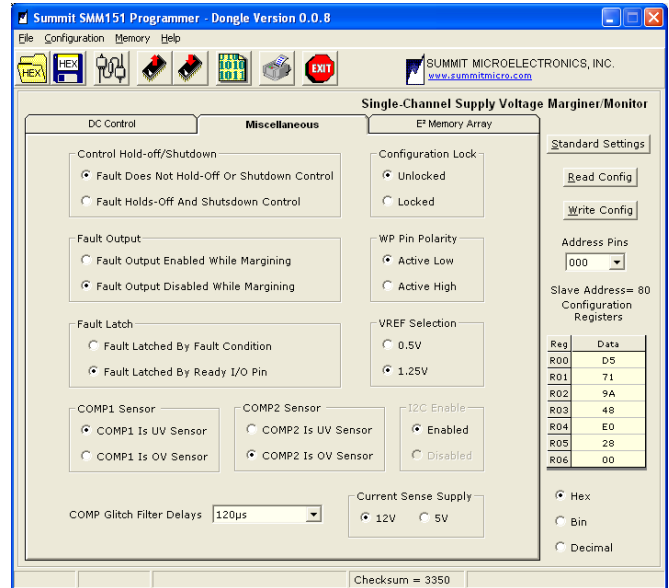 Summit SMM151 Programmer - Dongle Version 0.0.8
File Configuration Memory Help
HEX HEX 010 1010 1011 EXIT
SUMMIT MICROELECTRONICS, INC.
www.summitmicro.com
Single-Channel Supply Voltage Marginer/Monitor
DC Control Miscellaneous E² Memory Array
Control Hold-off/Shutdown
Fault Does Not Hold-Off Or Shutdown Control
Fault Holds-Off And Shutsdown Control
Configuration Lock
Unlocked
Locked
Fault Output
Fault Output Enabled While Margining
Fault Output Disabled While Margining
WP Pin Polarity
Active Low
Active High
Fault Latch
Fault Latched By Fault Condition
Fault Latched By Ready I/O Pin
VREF Selection
0.5V
1.25V
COMP1 Sensor
COMP1 Is UV Sensor
COMP1 Is OV Sensor
COMP2 Sensor
COMP2 Is UV Sensor
COMP2 Is OV Sensor
I2C Enable
Enabled
Disabled
COMP Glitch Filter Delays 120µs
Current Sense Supply
12V 5V
Standard Settings
Read Config
Write Config
Address Pins
000
Slave Address= 80
Configuration
Registers
Reg Data
R00 D5
R01 71
R02 9A
R03 48
R04 E0
R05 28
R06 00
Hex
Bin
Decimal
Checksum = 3350